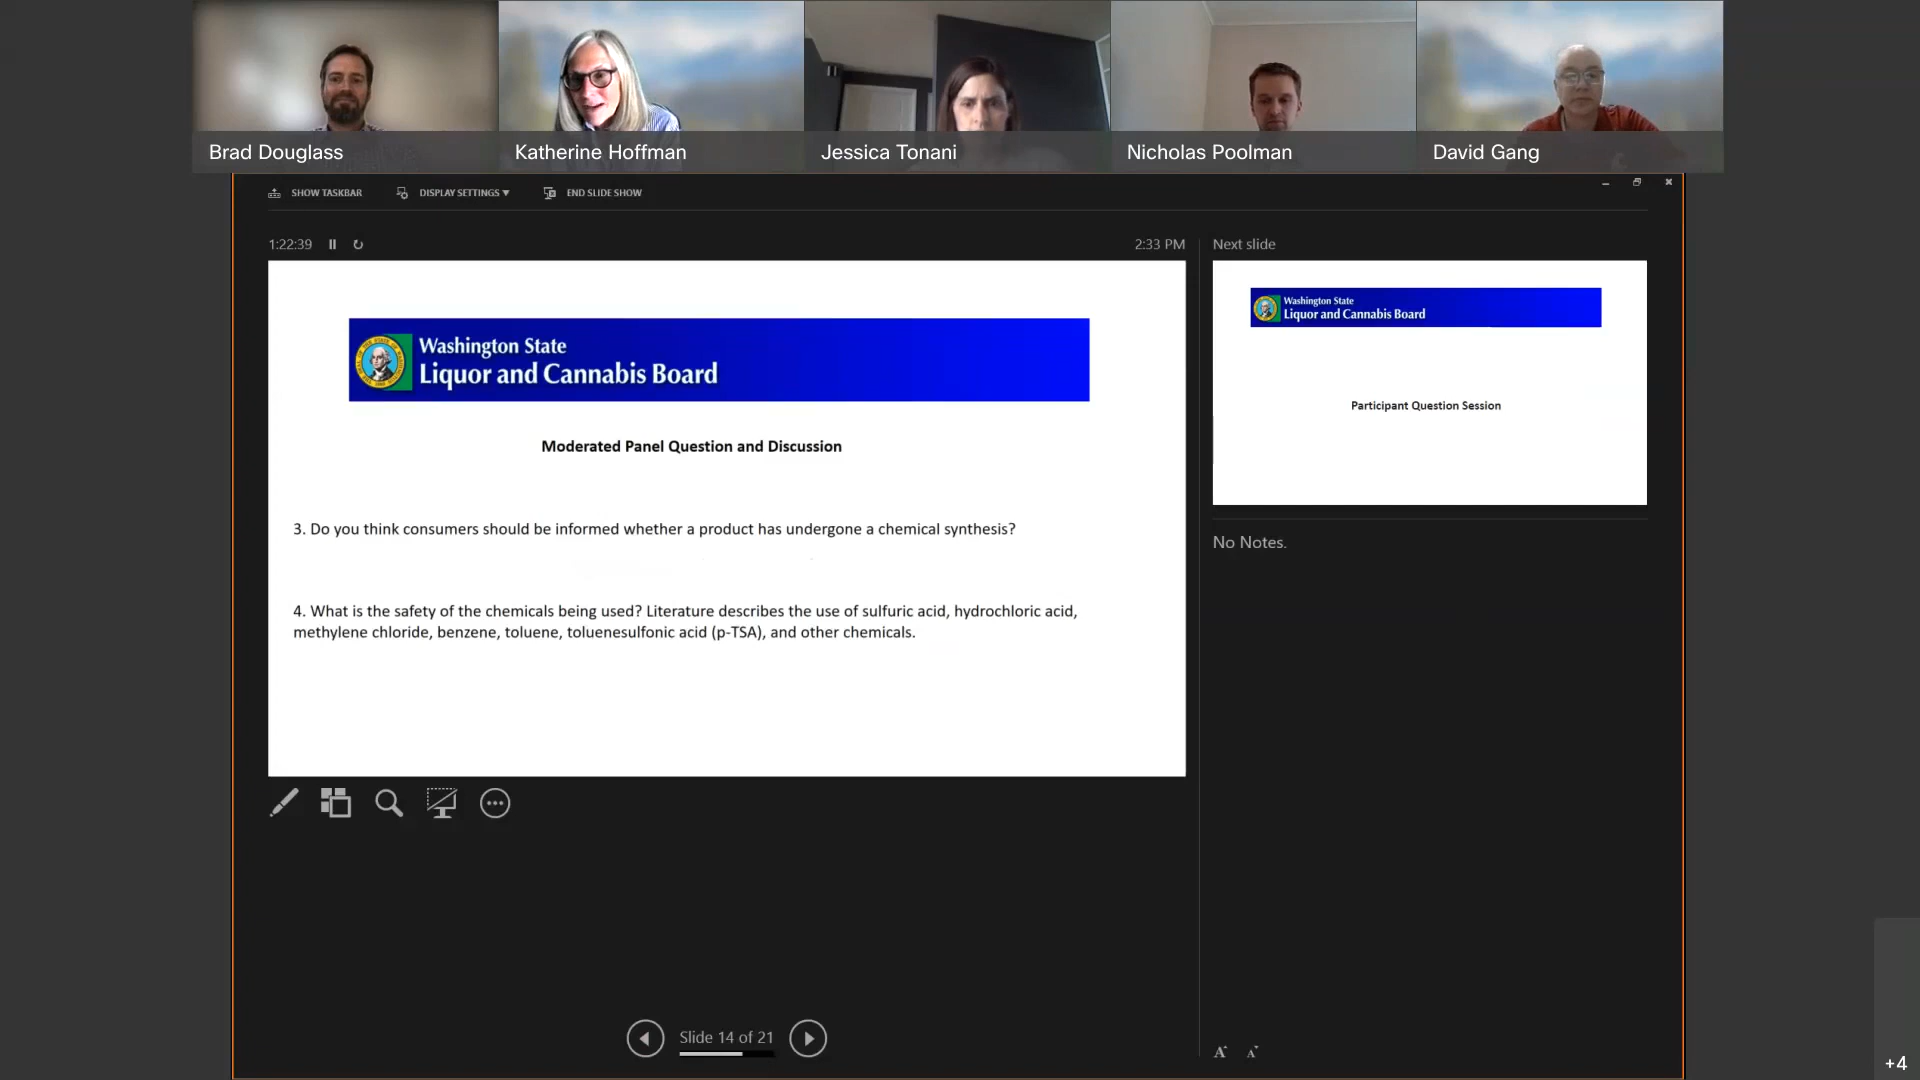 Brad Douglass
Katherine Hoffman
Jessica Tonani
Nicholas Poolman
David Gang
SHOW TASKBAR
DISPLAY SETTINGS
END SLIDE SHOW
1:22:39
2:33 PM
Washington State
Liquor and Cannabis Board
Moderated Panel Question and Discussion
3. Do you think consumers should be informed whether a product has undergone a chemical synthesis?
4. What is the safety of the chemicals being used? Literature describes the use of sulfuric acid, hydrochloric acid,
methylene chloride, benzene, toluene, toluenesulfonic acid (p-TSA), and other chemicals.
Slide 14 of 21
Next slide
Washington State
Liquor and Cannabis Board
Participant Question Session
No Notes.
A A
+4